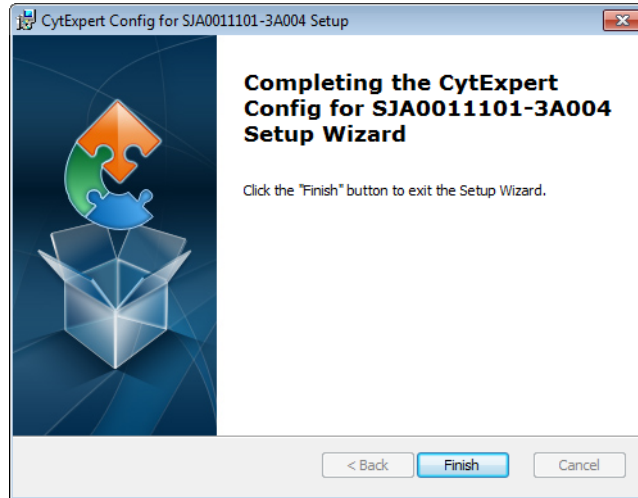 CytExpert Config for SJA0011101-3A004 Setup
Completing the CytExpert
Config for SJA0011101-3A004
Setup Wizard
Click the "Finish" button to exit the Setup Wizard.
< Back
Finish
Cancel